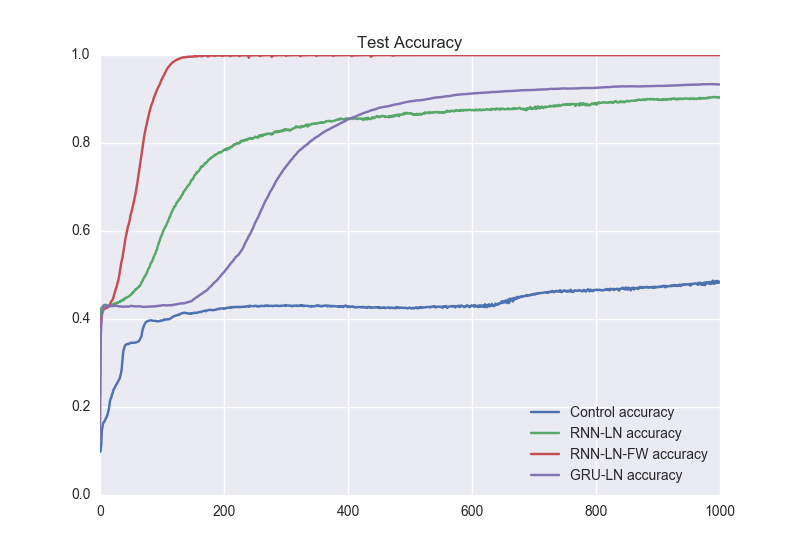 Test Accuracy
1.0
0.8
0.6
0.4
0.2
0.0
0 200 400 600 800 1000
Control accuracy
RNN-LN accuracy
RNN-LN-FW accuracy
GRU-LN accuracy